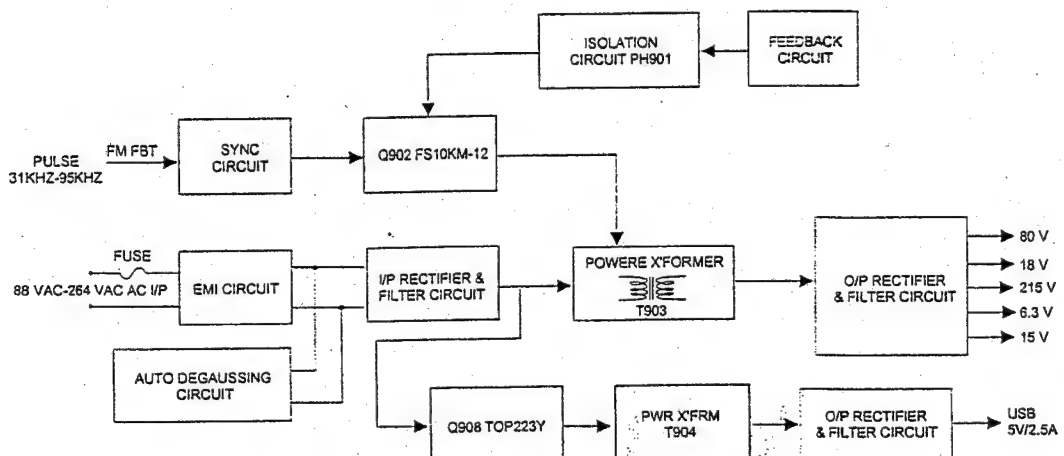 ISOLATION
CIRCUIT PH901
FEEDBACK
CIRCUIT
PULSE
31KHZ-95KHZ
FM FBT
SYNC
CIRCUIT
Q902 FS10KM-12
FUSE
88 VAC-264 VAC AC I/P
EMI CIRCUIT
I/P RECTIFIER &
FILTER CIRCUIT
POWERE X'FORMER
T903
O/P RECTIFIER
& FILTER CIRCUIT
80 V
18 V
215 V
6.3 V
15 V
AUTO DEGAUSSING
CIRCUIT
Q908 TOP223Y
PWR X'FRM
T904
O/P RECTIFIER
& FILTER CIRCUIT
USB
5V/2.5A